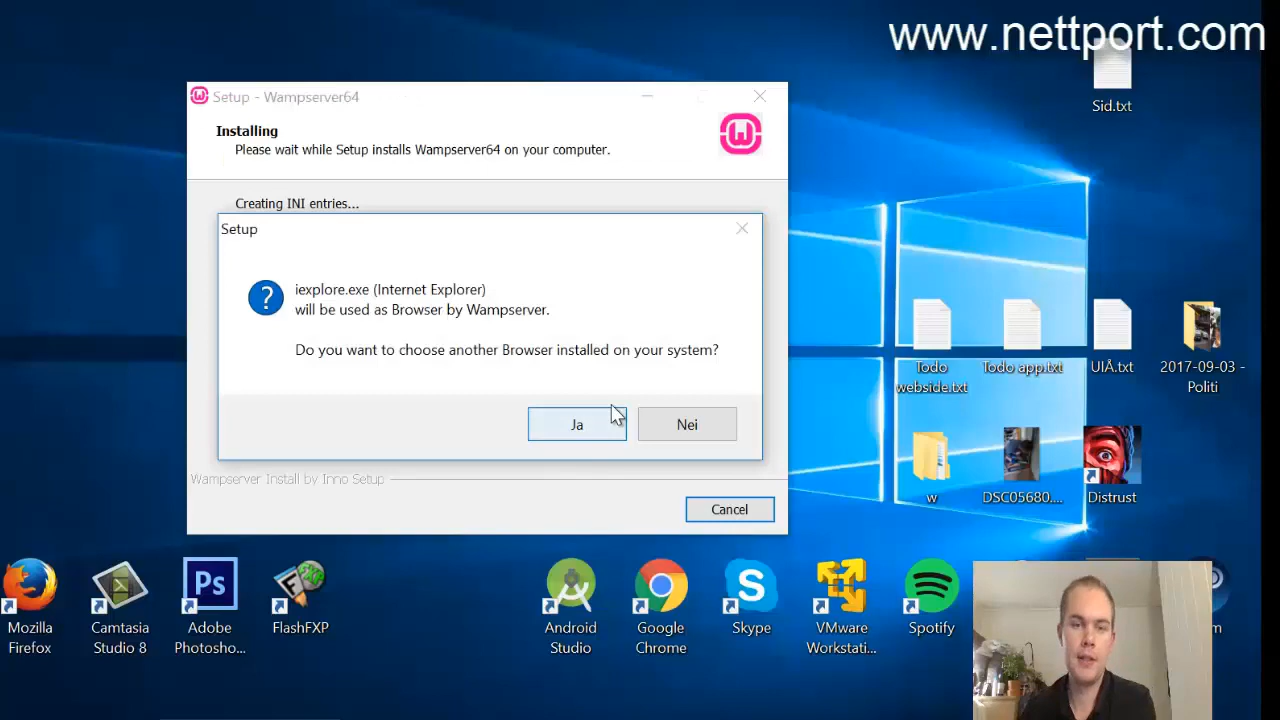 www.nettport.com
Sid.txt
Setup - Wampserver64
Installing
Please wait while Setup installs Wampserver64 on your computer.
Creating INI entries...
Setup
iexplore.exe (Internet Explorer)
will be used as Browser by Wampserver.
Do you want to choose another Browser installed on your system?
Ja
Nei
Wampserver Install by Inno Setup
Cancel
Todo
webside.txt
Todo app.txt
UIÅ.txt
2017-09-03 -
Politi
w
DSC05680....
Distrust
Mozilla
Firefox
Camtasia
Studio 8
Adobe
Photosho...
FlashFXP
Android
Studio
Google
Chrome
Skype
VMware
Workstati...
Spotify